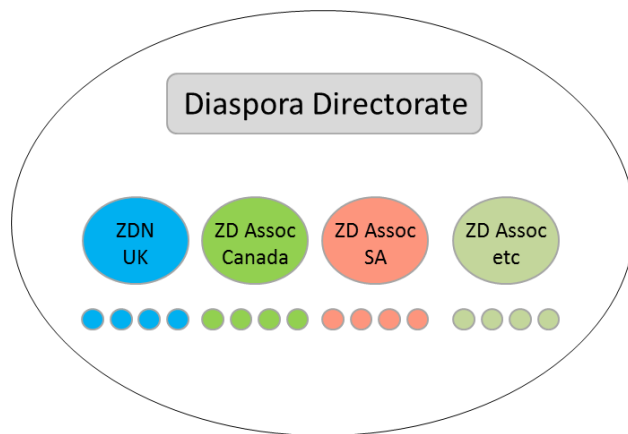 Diaspora Directorate
ZDN
UK
ZD Assoc
Canada
ZD Assoc
SA
ZD Assoc
etc